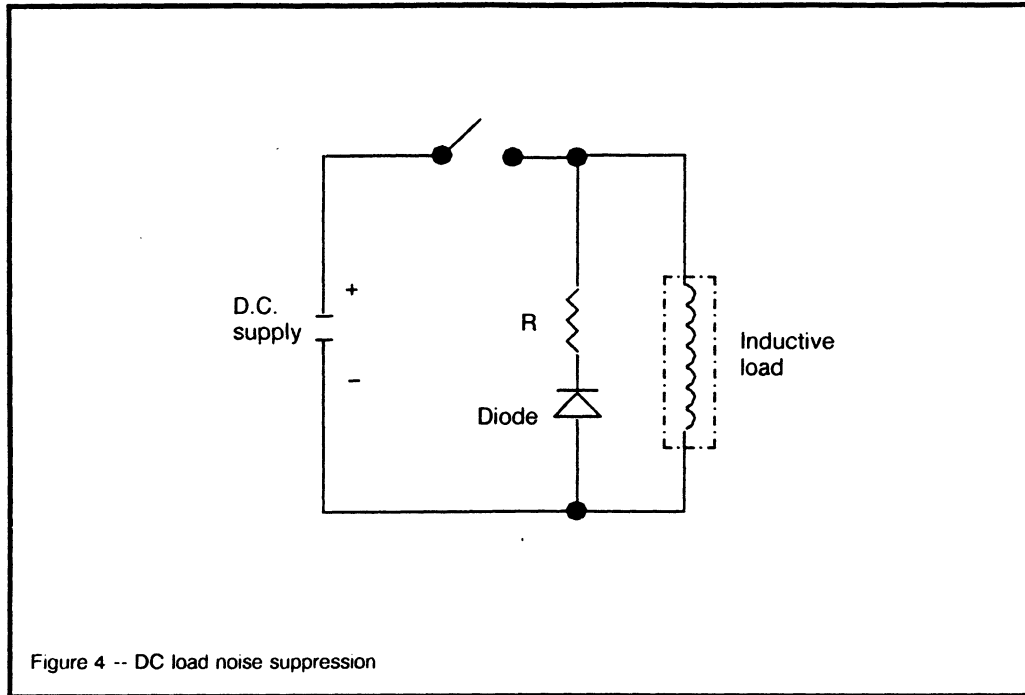 +
D.C.
supply
−
R
Diode
Inductive
load
Figure 4 -- DC load noise suppression